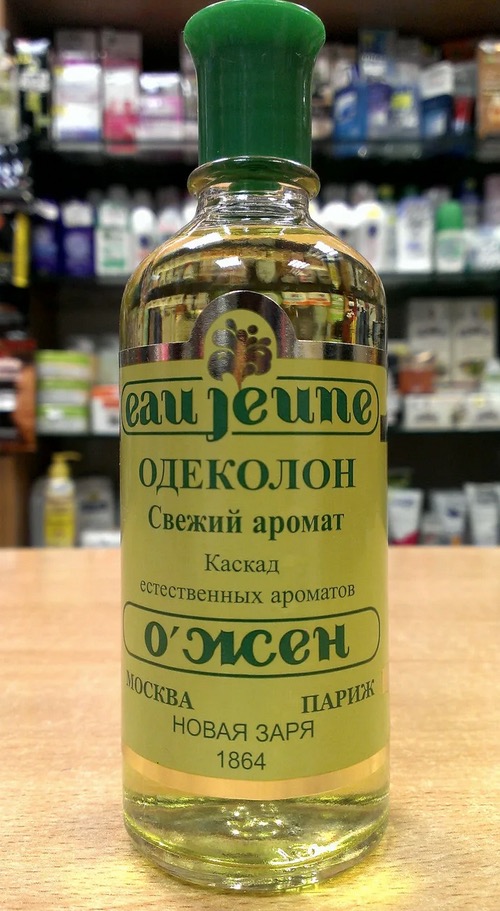 eau jeune
ОДЕКОЛОН
Свежий аромат
Каскад
естественных ароматов
о'жен
МОСКВА ПАРИЖ
НОВАЯ ЗАРЯ
1864